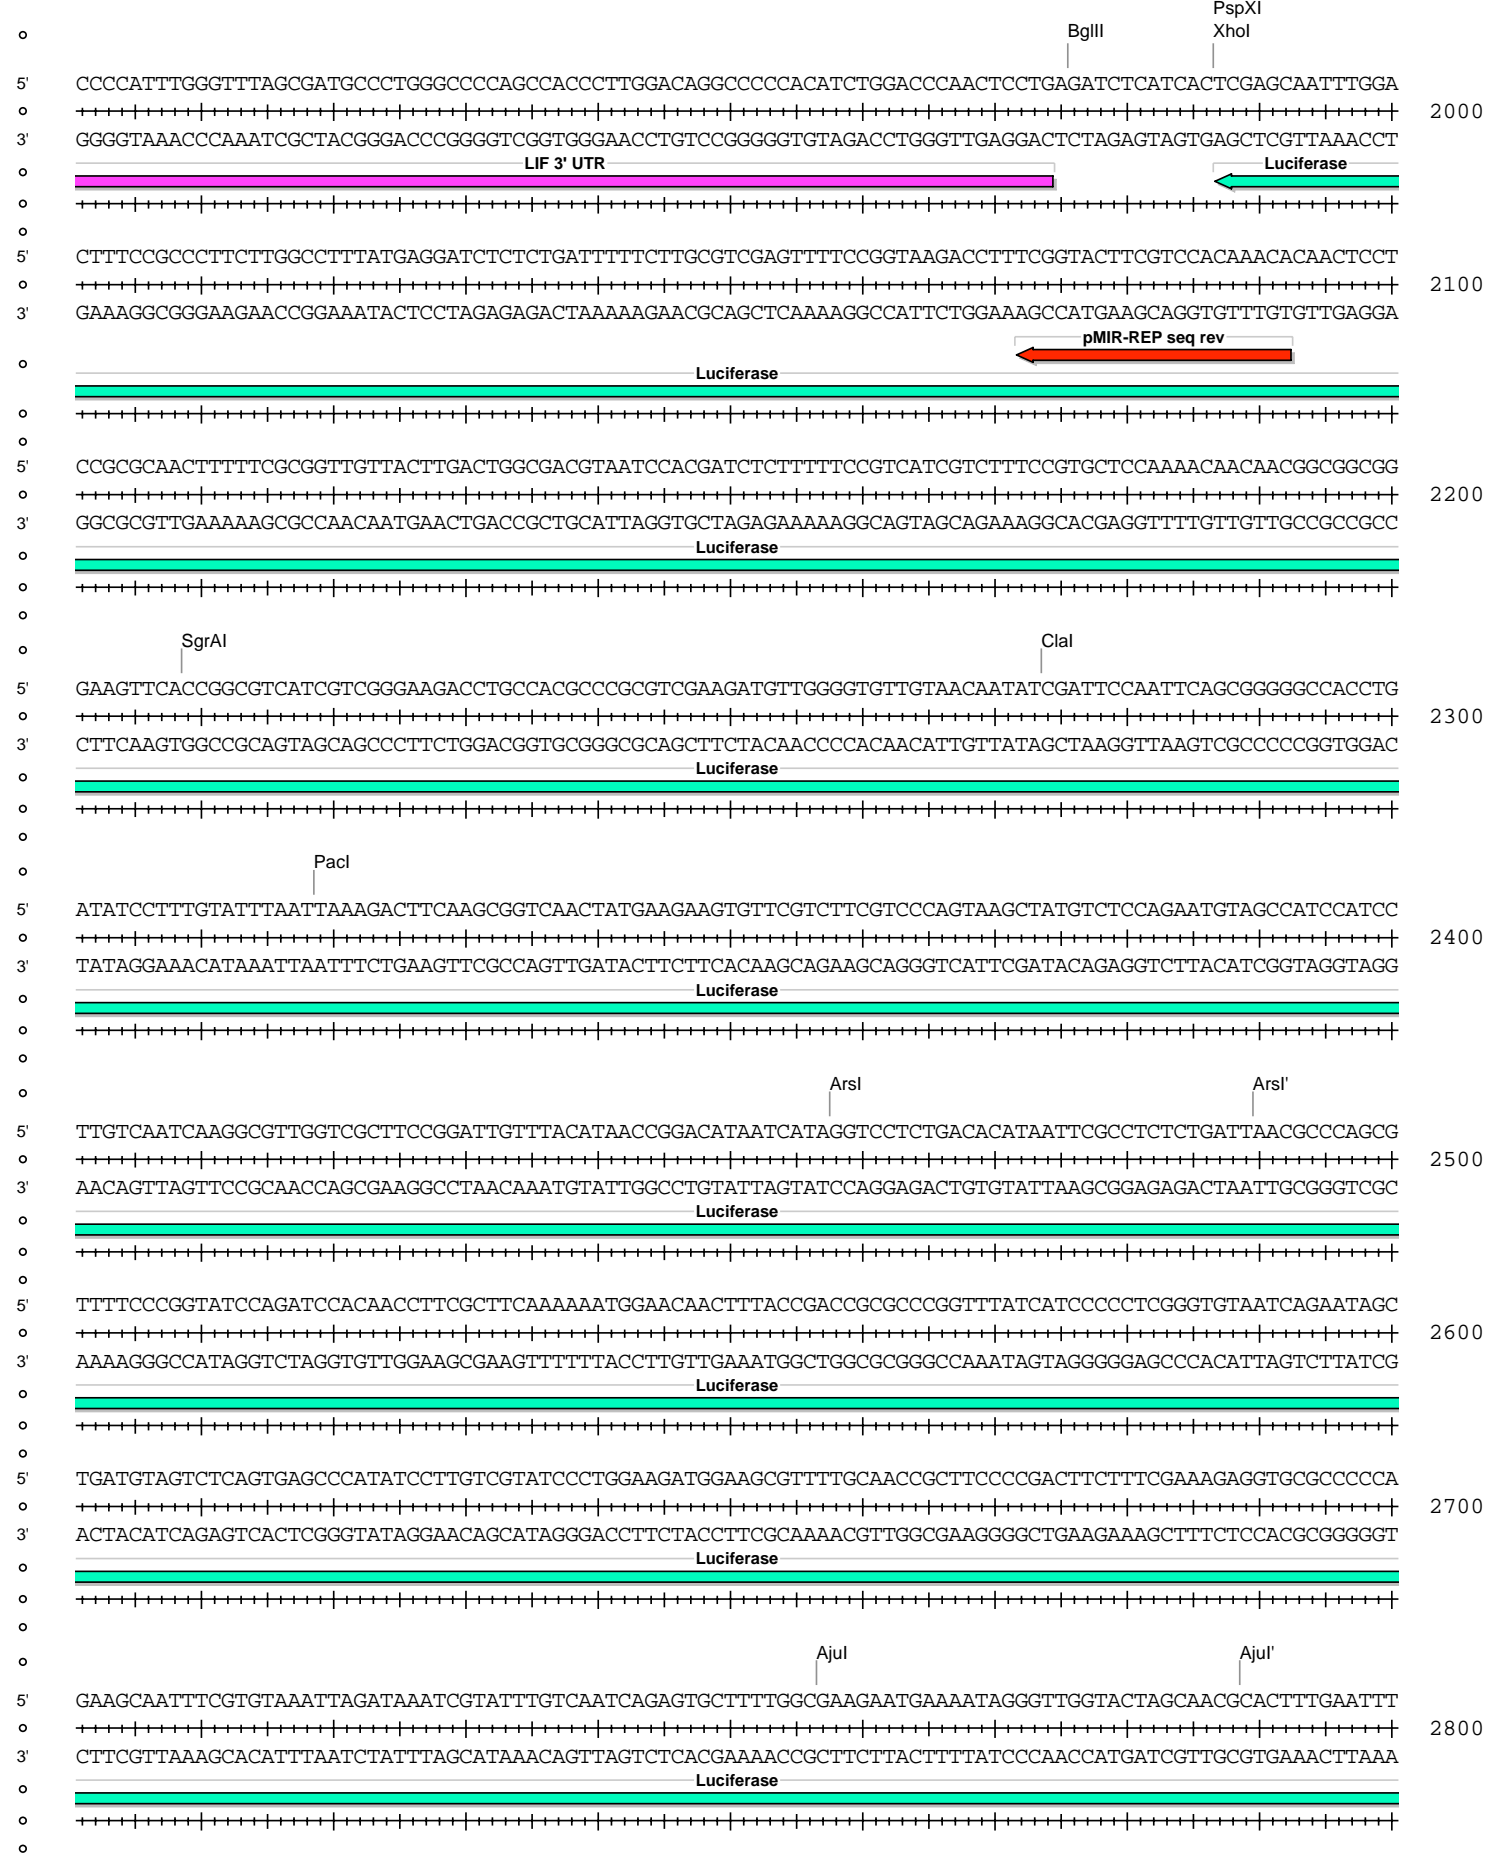 PspXI
BglII XhoI
5' CCCCATTTGGGTTTAGCGATGCCCTGGGCCCCAGCCACCCTTGGACAGGCCCCCACATCTGGACCCAACTCCTGAGATCTCATCACTCGAGCAATTTGGA
2000
3' GGGGTAAACCCAAATCGCTACGGGACCCGGGGTCGGTGGGAACCTGTCCGGGGGTGTAGACCTGGGTTGAGGACTCTAGAGTAGTGAGCTCGTTAAACCT
LIF 3' UTR Luciferase
5' CTTTCCGCCCTTCTTGGCCTTTATGAGGATCTCTCTGATTTTTCTTGCGTCGAGTTTTCCGGTAAGACCTTTCGGTACTTCGTCCACAAACACAACTCCT
2100
3' GAAAGGCGGGAAGAACCGGAAATACTCCTAGAGAGACTAAAAAGAACGCAGCTCAAAAGGCCATTCTGGAAAGCCATGAAGCAGGTGTTTGTGTTGAGGA
pMIR-REP seq rev
Luciferase
5' CCGCGCAACTTTTTCGCGGTTGTTACTTGACTGGCGACGTAATCCACGATCTCTTTTTCCGTCATCGTCTTTCCGTGCTCCAAAACAACAACGGCGGCGG
2200
3' GGCGCGTTGAAAAAGCGCCAACAATGAACTGACCGCTGCATTAGGTGCTAGAGAAAAAGGCAGTAGCAGAAAGGCACGAGGTTTTGTTGTTGCCGCCGCC
Luciferase
SgrAI ClaI
5' GAAGTTCACCGGCGTCATCGTCGGGAAGACCTGCCACGCCCGCGTCGAAGATGTTGGGGTGTTGTAACAATATCGATTCCAATTCAGCGGGGGCCACCTG
2300
3' CTTCAAGTGGCCGCAGTAGCAGCCCTTCTGGACGGTGCGGGCGCAGCTTCTACAACCCCACAACATTGTTATAGCTAAGGTTAAGTCGCCCCCGGTGGAC
Luciferase
PacI
5' ATATCCTTTGTATTTAATTAAAGACTTCAAGCGGTCAACTATGAAGAAGTGTTCGTCTTCGTCCCAGTAAGCTATGTCTCCAGAATGTAGCCATCCATCC
2400
3' TATAGGAAACATAAATTAATTTCTGAAGTTCGCCAGTTGATACTTCTTCACAAGCAGAAGCAGGGTCATTCGATACAGAGGTCTTACATCGGTAGGTAGG
Luciferase
ArsI ArsI'
5' TTGTCAATCAAGGCGTTGGTCGCTTCCGGATTGTTTACATAACCGGACATAATCATAGGTCCTCTGACACATAATTCGCCTCTCTGATTAACGCCCAGCG
2500
3' AACAGTTAGTTCCGCAACCAGCGAAGGCCTAACAAATGTATTGGCCTGTATTAGTATCCAGGAGACTGTGTATTAAGCGGAGAGACTAATTGCGGGTCGC
Luciferase
5' TTTTCCCGGTATCCAGATCCACAACCTTCGCTTCAAAAAATGGAACAACTTTACCGACCGCGCCCGGTTTATCATCCCCCTCGGGTGTAATCAGAATAGC
2600
3' AAAAGGGCCATAGGTCTAGGTGTTGGAAGCGAAGTTTTTTACCTTGTTGAAATGGCTGGCGCGGGCCAAATAGTAGGGGGAGCCCACATTAGTCTTATCG
Luciferase
5' TGATGTAGTCTCAGTGAGCCCATATCCTTGTCGTATCCCTGGAAGATGGAAGCGTTTTGCAACCGCTTCCCCGACTTCTTTCGAAAGAGGTGCGCCCCCA
2700
3' ACTACATCAGAGTCACTCGGGTATAGGAACAGCATAGGGACCTTCTACCTTCGCAAAACGTTGGCGAAGGGGCTGAAGAAAGCTTTCTCCACGCGGGGGT
Luciferase
AjuI AjuI'
5' GAAGCAATTTCGTGTAAATTAGATAAATCGTATTTGTCAATCAGAGTGCTTTTGGCGAAGAATGAAAATAGGGTTGGTACTAGCAACGCACTTTGAATTT
2800
3' CTTCGTTAAAGCACATTTAATCTATTTAGCATAAACAGTTAGTCTCACGAAAACCGCTTCTTACTTTTATCCCAACCATGATCGTTGCGTGAAACTTAAA
Luciferase